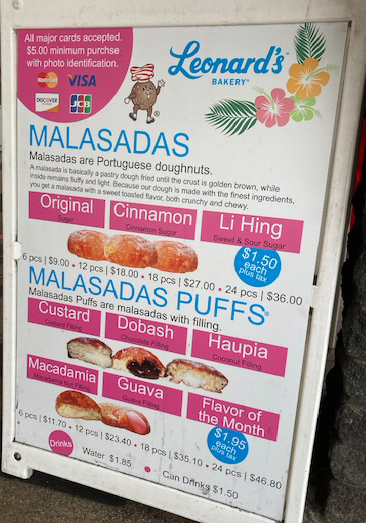 All major cards accepted.
$5.00 minimum purchse
with photo identification.
MasterCard VISA
DISCOVER JCB
Leonard's
BAKERY
MALASADAS
Malasadas are Portuguese doughnuts.
A malasada is basically a pastry dough fried until the crust is golden brown, while
inside remains fluffy and light. Because our dough is made with the finest ingredients,
you get a malasada with a sweet toasted flavor, both crunchy and chewy.
Original
Sugar
Cinnamon
Cinnamon Sugar
Li Hing
Sweet & Sour Sugar
$1.50
each
plus tax
6 pcs | $9.00 • 12 pcs | $18.00 • 18 pcs | $27.00 • 24 pcs | $36.00
MALASADAS PUFFS
Malasadas Puffs are malasadas with filling.
Custard
Custard Filling
Dobash
Chocolate Filling
Haupia
Coconut Filling
Macadamia
Macadamia Nut Filling
Guava
Guava Filling
Flavor of
the Month
$1.95
each
plus tax
6 pcs | $11.70 • 12 pcs | $23.40 • 18 pcs | $35.10 • 24 pcs | $46.80
Drinks
Water $1.85 • Can Drinks $1.50